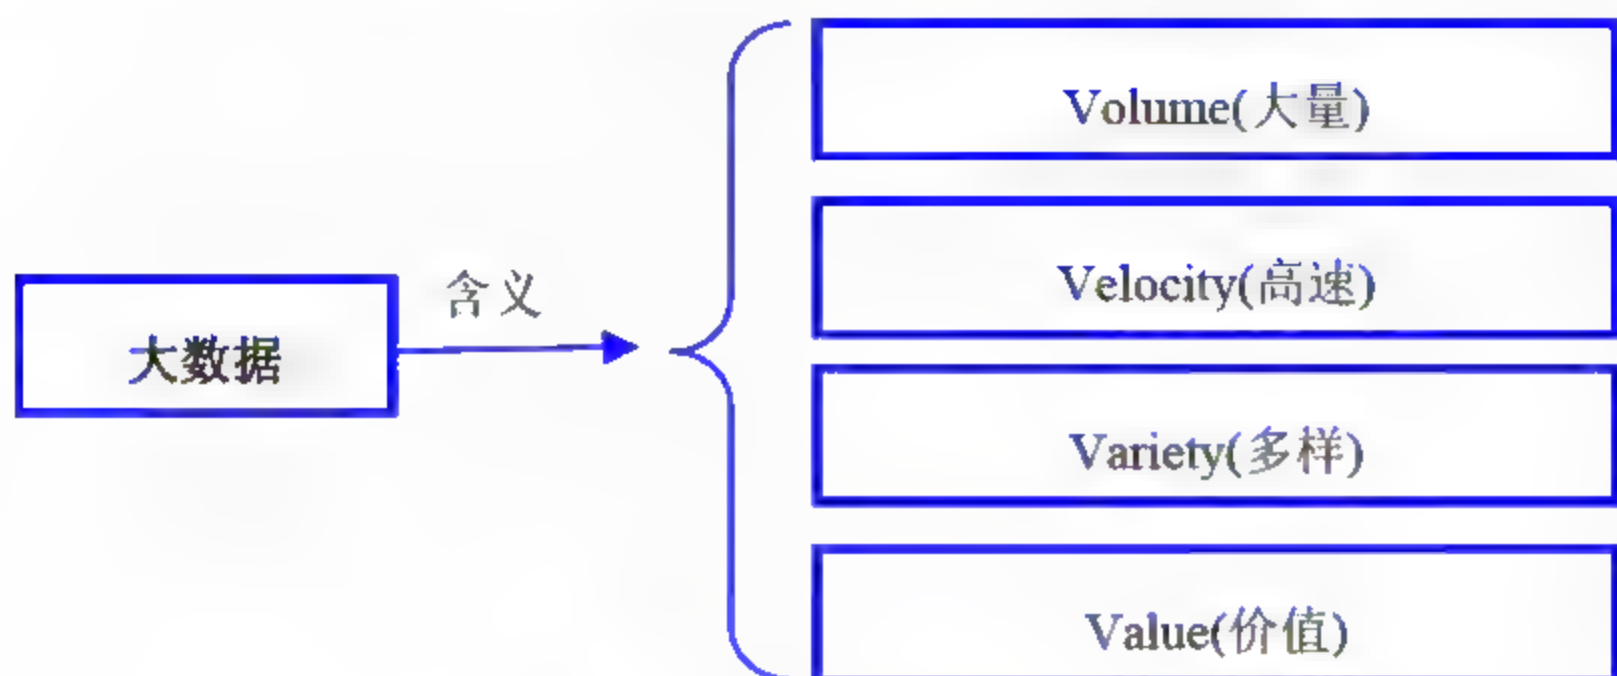 Volume(大量)
Velocity(高速)
含义
大数据
Variety(多样)
Value(价值)